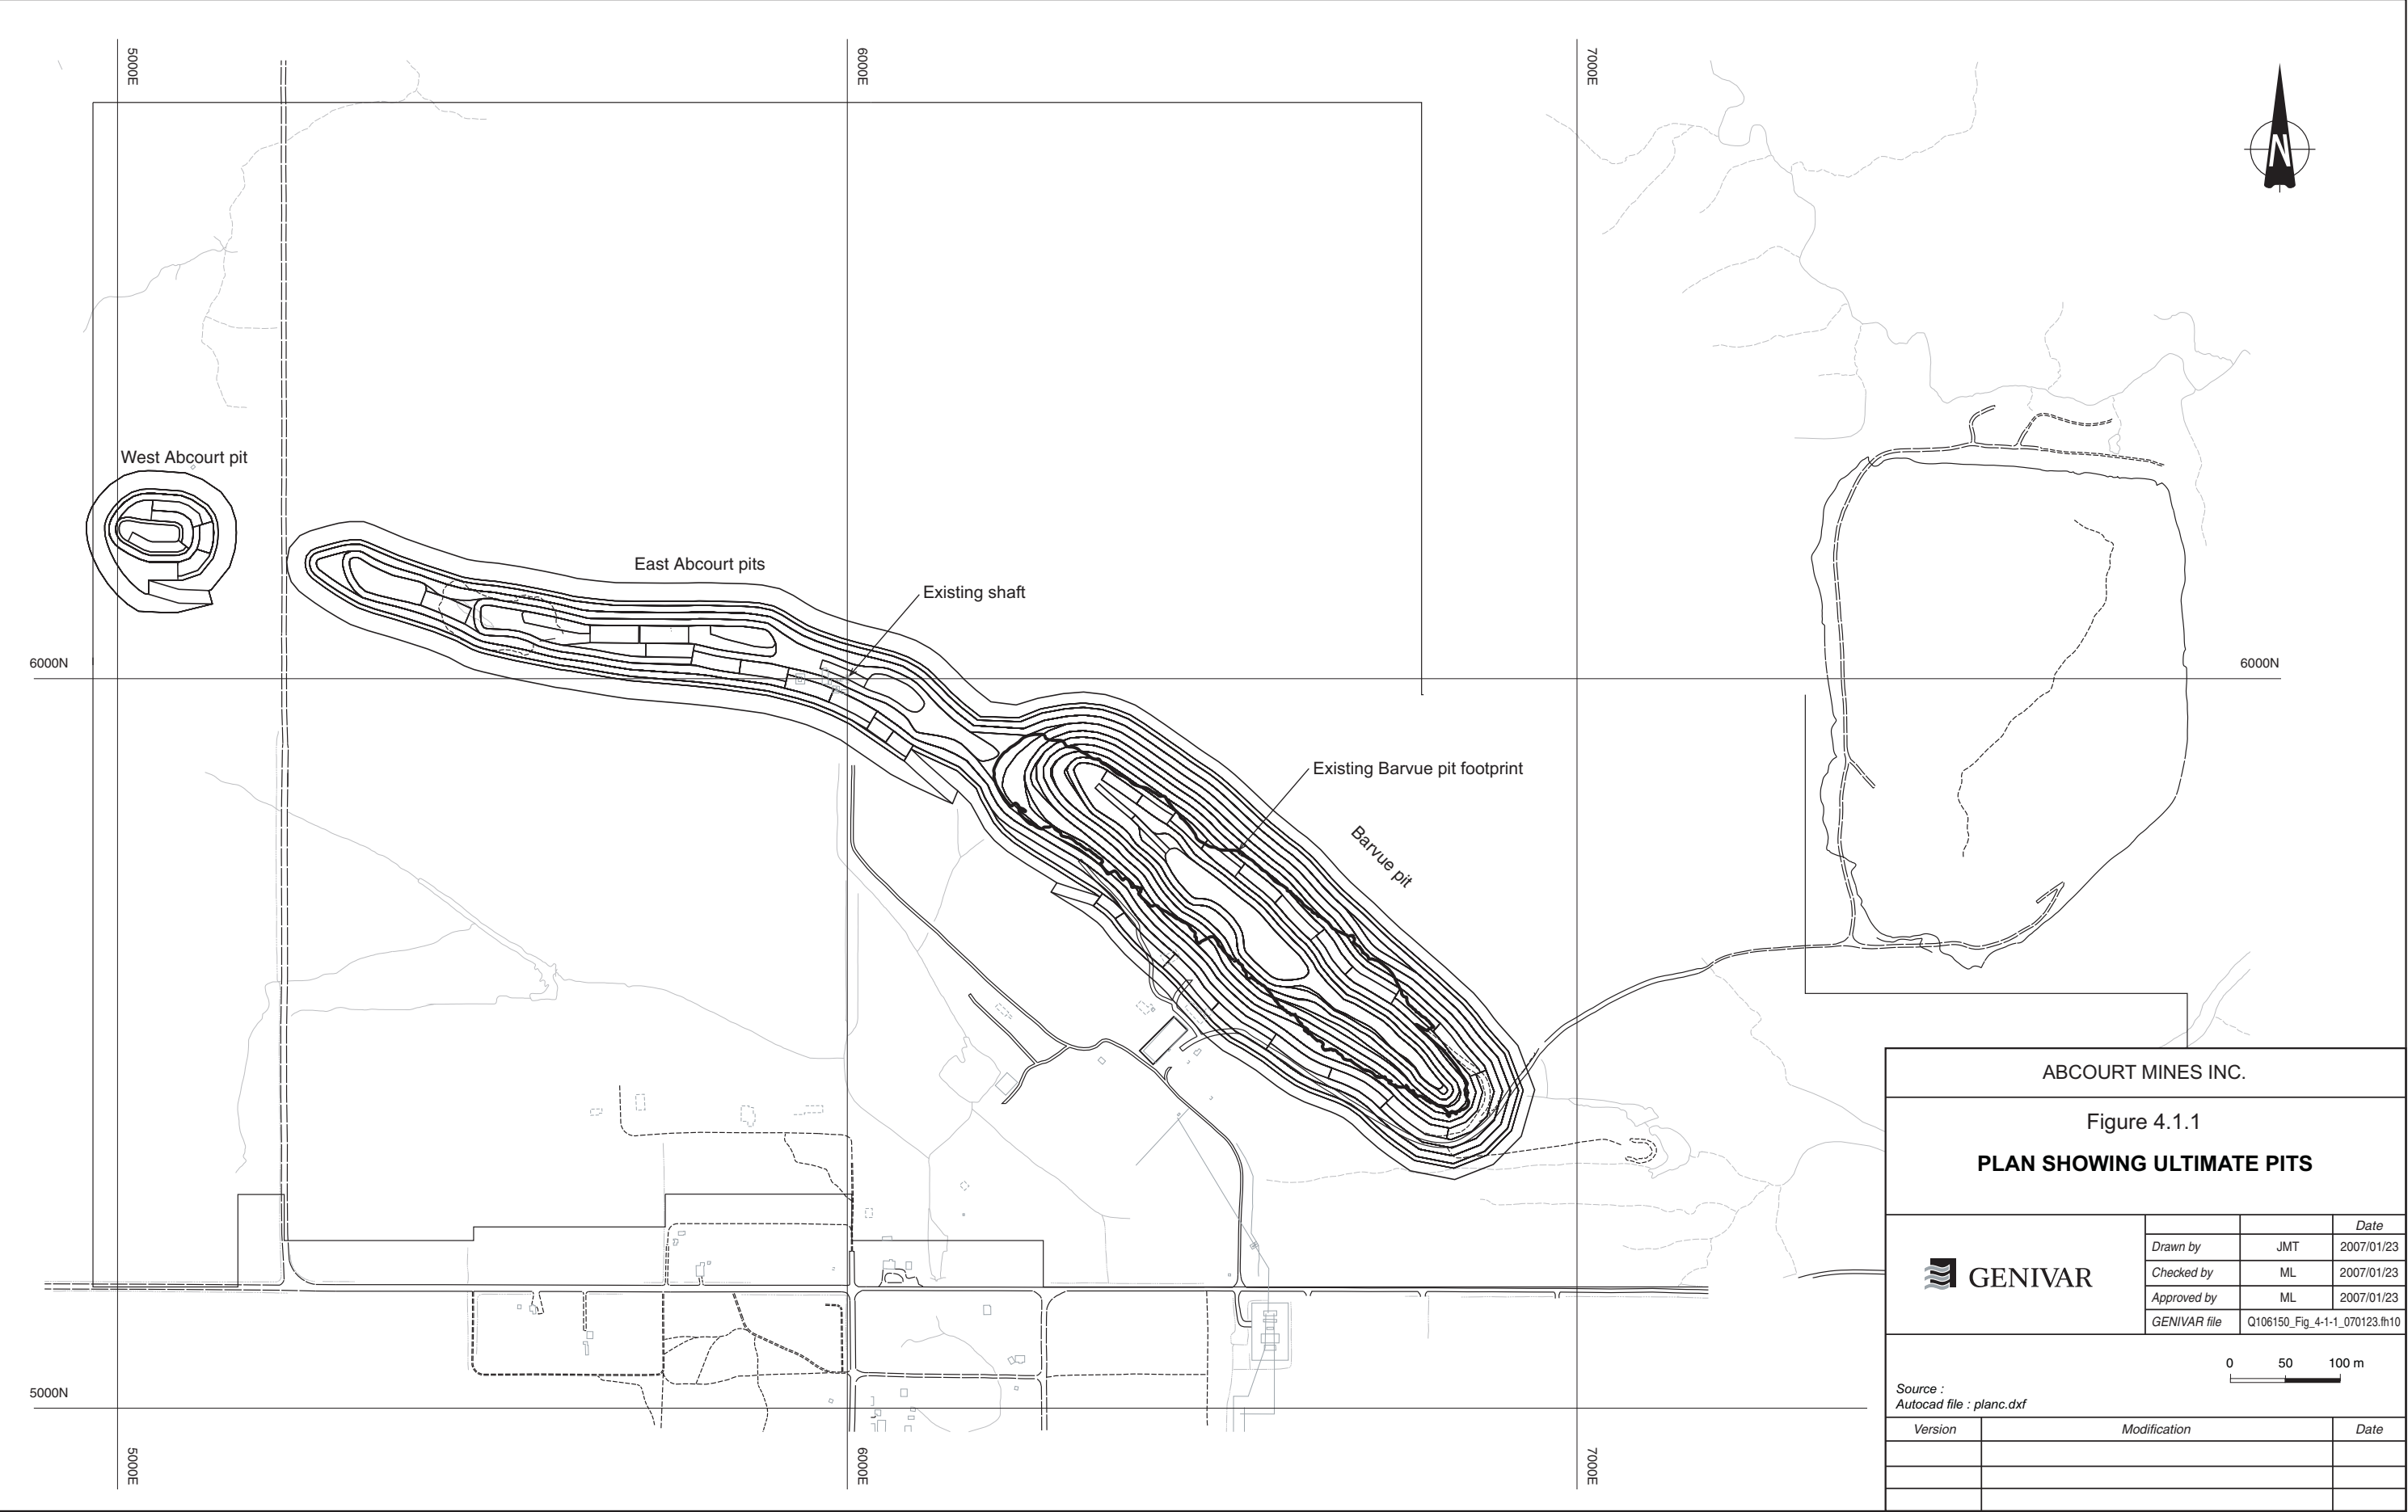 5000E
6000E
7000E
N
West Abcourt pit
East Abcourt pits
Existing shaft
6000N
6000N
Existing Barvue pit footprint
Barvue pit
5000N
5000E
6000E
7000E
ABCOURT MINES INC.
Figure 4.1.1
PLAN SHOWING ULTIMATE PITS
GENIVAR
Date
Drawn by JMT 2007/01/23
Checked by ML 2007/01/23
Approved by ML 2007/01/23
GENIVAR file Q106150_Fig_4-1-1_070123.fh10
0 50 100 m
Source :
Autocad file : planc.dxf
Version Modification Date